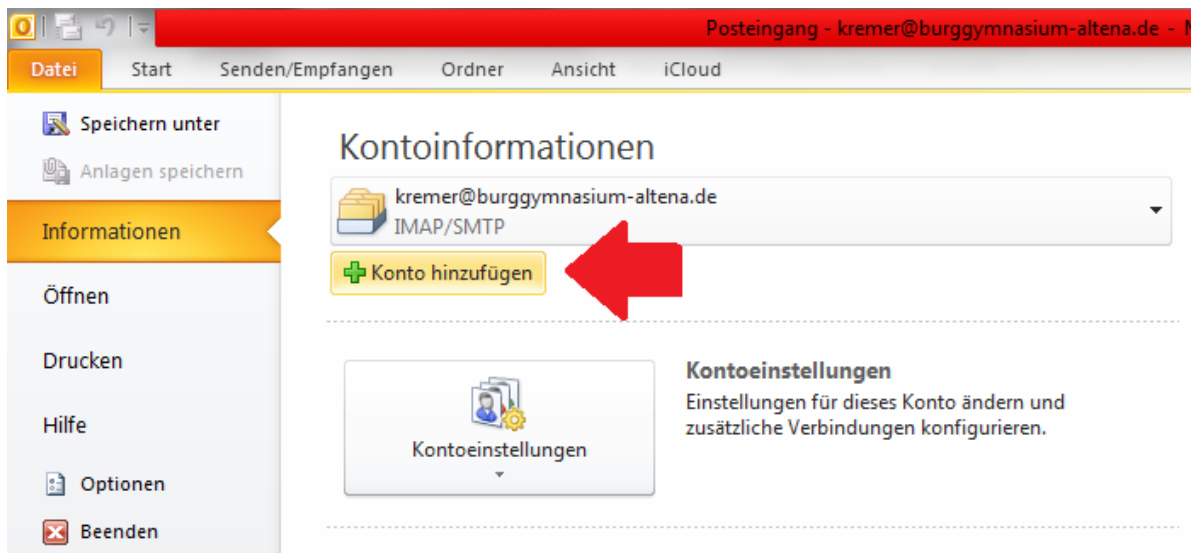 Posteingang - kremer@burggymnasium-altena.de -
Datei Start Senden/Empfangen Ordner Ansicht iCloud
Speichern unter
Anlagen speichern
Informationen
Öffnen
Drucken
Hilfe
Optionen
Beenden
Kontoinformationen
kremer@burggymnasium-altena.de
IMAP/SMTP
Konto hinzufügen
Kontoeinstellungen
Kontoeinstellungen
Einstellungen für dieses Konto ändern und
zusätzliche Verbindungen konfigurieren.